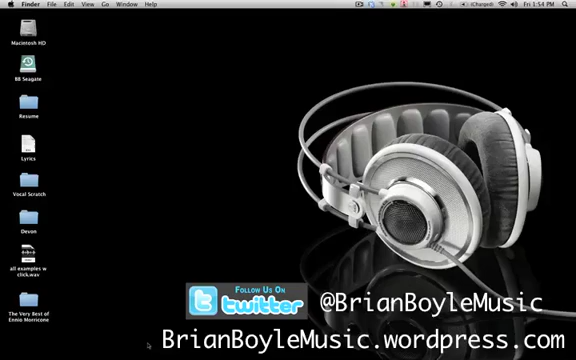 Finder File Edit View Go Window Help
(Charged) Fri 1:54 PM
Macintosh HD
BB Seagate
Resume
Lyrics
Vocal Scratch
Devon
all examples w
click.wav
The Very Best of
Ennio Morricone
Follow Us On
twitter
@BrianBoyleMusic
BrianBoyleMusic.wordpress.com